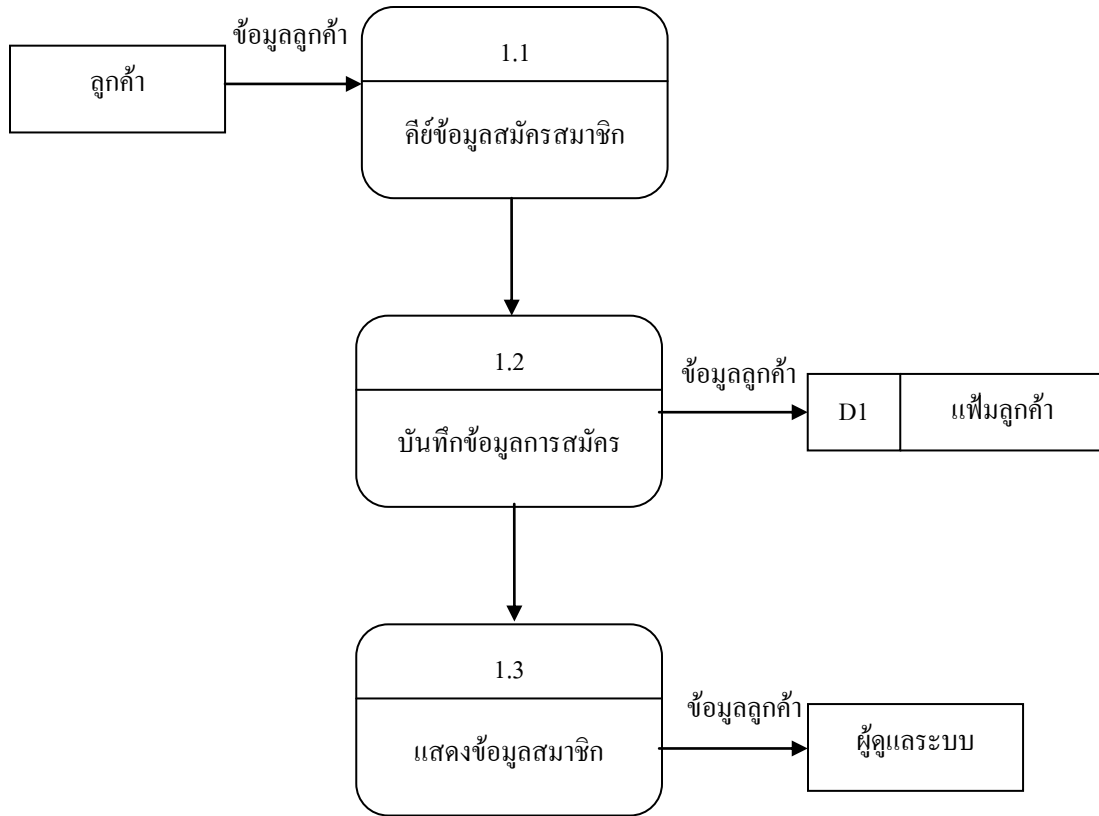 ข้อมูลลูกค้า
1.1
ลูกค้า
คีย์ข้อมูลสมัครสมาชิก
1.2
ข้อมูลลูกค้า
D1
แฟ้มลูกค้า
บันทึกข้อมูลการสมัคร
1.3
ข้อมูลลูกค้า
แสดงข้อมูลสมาชิก
ผู้ดูแลระบบ